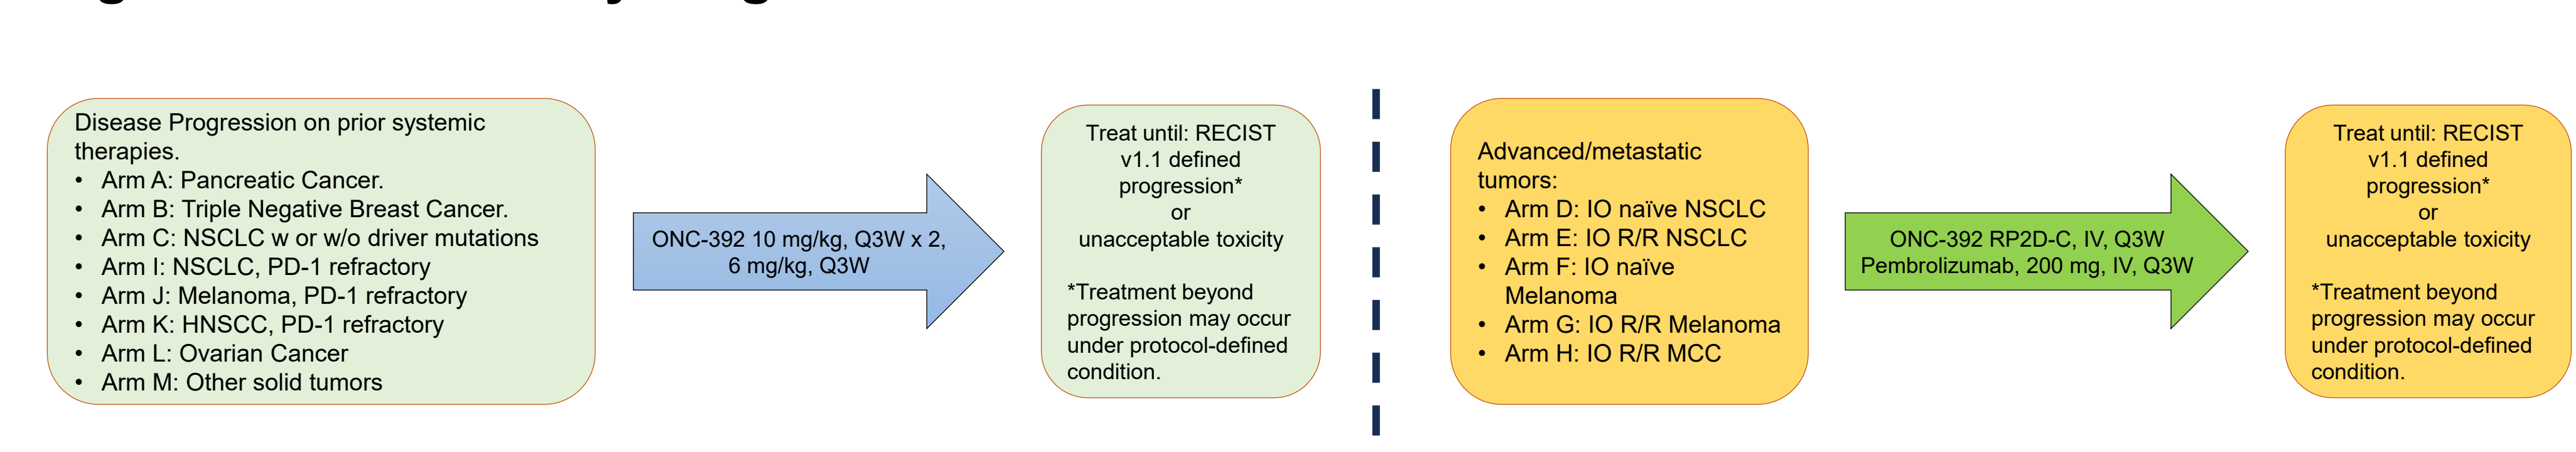 Disease Progression on prior systemic
therapies.
• Arm A: Pancreatic Cancer.
• Arm B: Triple Negative Breast Cancer.
• Arm C: NSCLC w or w/o driver mutations
• Arm I: NSCLC, PD-1 refractory
• Arm J: Melanoma, PD-1 refractory
• Arm K: HNSCC, PD-1 refractory
• Arm L: Ovarian Cancer
• Arm M: Other solid tumors
ONC-392 10 mg/kg, Q3W x 2,
6 mg/kg, Q3W
Treat until: RECIST
v1.1 defined
progression*
or
unacceptable toxicity
*Treatment beyond
progression may occur
under protocol-defined
condition.
Advanced/metastatic
tumors:
• Arm D: IO naïve NSCLC
• Arm E: IO R/R NSCLC
• Arm F: IO naïve
Melanoma
• Arm G: IO R/R Melanoma
• Arm H: IO R/R MCC
ONC-392 RP2D-C, IV, Q3W
Pembrolizumab, 200 mg, IV, Q3W
Treat until: RECIST
v1.1 defined
progression*
or
unacceptable toxicity
*Treatment beyond
progression may occur
under protocol-defined
condition.